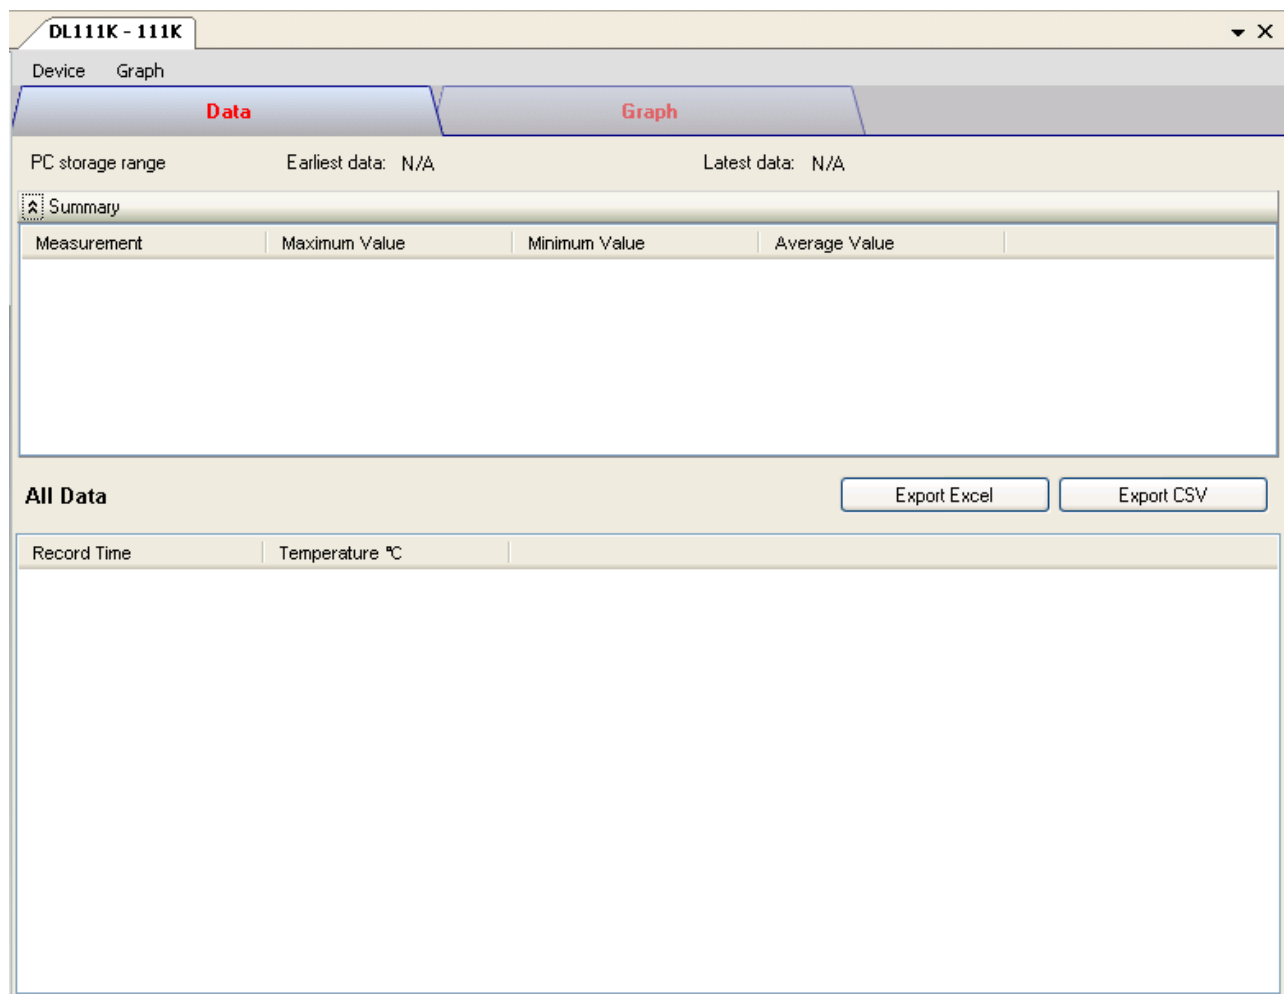 DL111K - 111K
Device Graph
Data Graph
PC storage range Earliest data: N/A Latest data: N/A
Summary
Measurement Maximum Value Minimum Value Average Value
All Data Export Excel Export CSV
Record Time Temperature °C